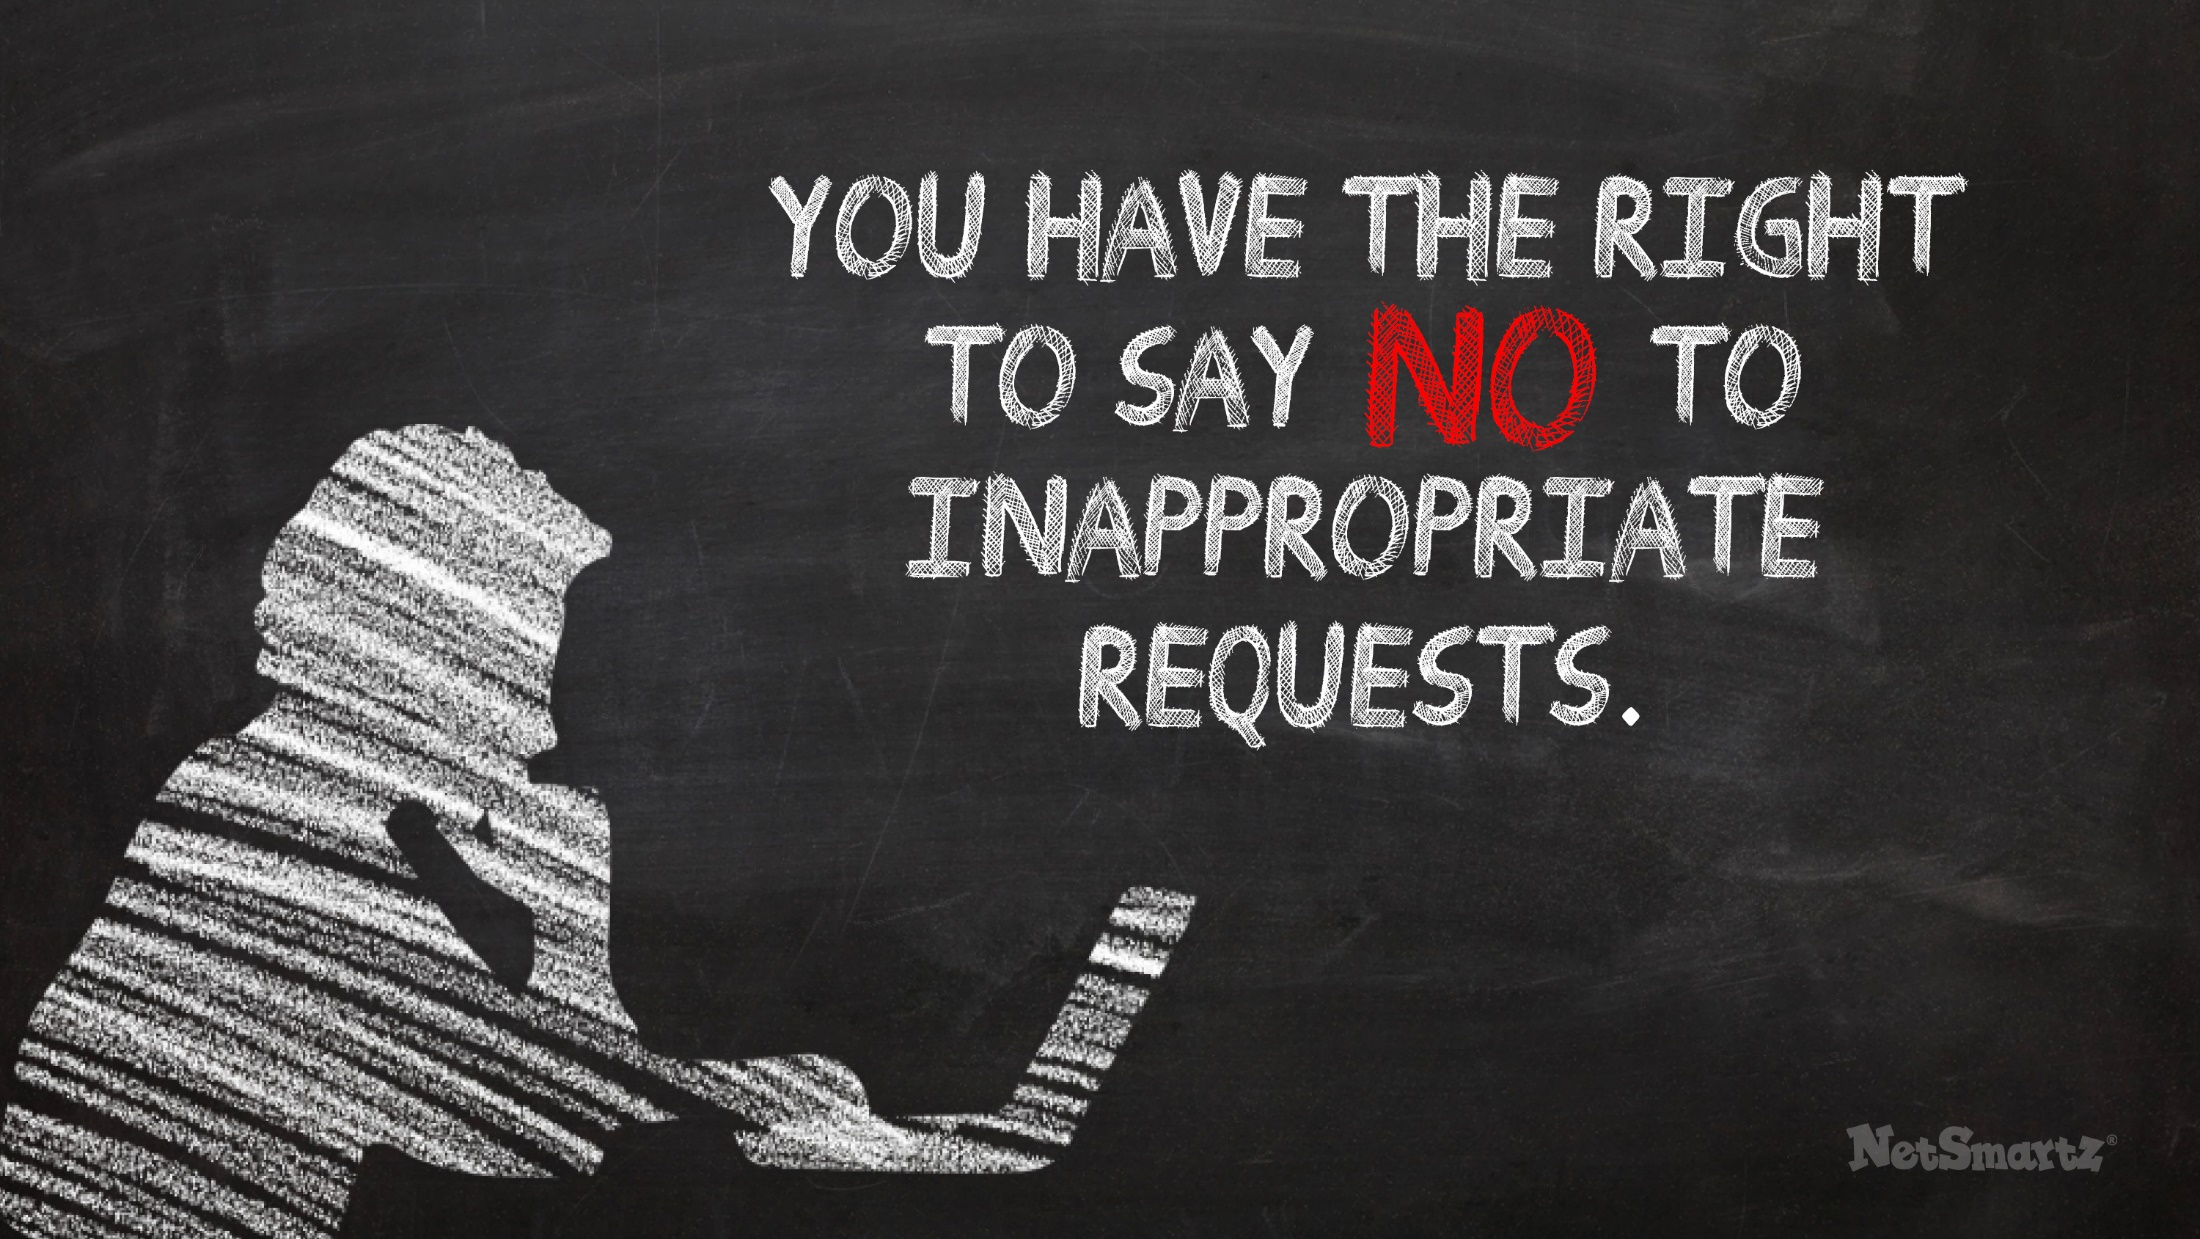 YOU HAVE THE RIGHT
TO SAY NO TO
INAPPROPRIATE
REQUESTS.
NetSmartz®